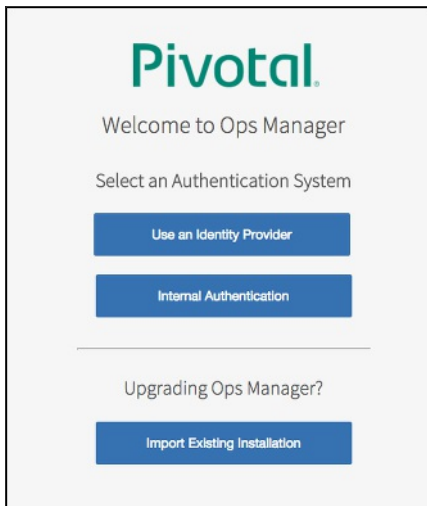 Pivotal.
Welcome to Ops Manager
Select an Authentication System
Use an Identity Provider
Internal Authentication
Upgrading Ops Manager?
Import Existing Installation